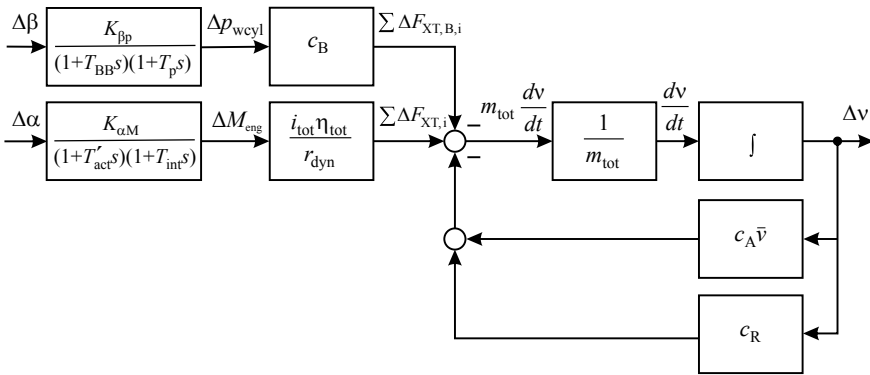 Δβ
K_βp
(1+T_BB s)(1+T_p s)
Δp_wcyl
c_B
∑ ΔF_XT,B,i
Δα
K_αM
(1+T′_act s)(1+T_int s)
ΔM_eng
i_tot η_tot
r_dyn
∑ ΔF_XT,i
−
−
m_tot dv
dt
1
m_tot
dv
dt
∫
Δv
c_A v̄
c_R